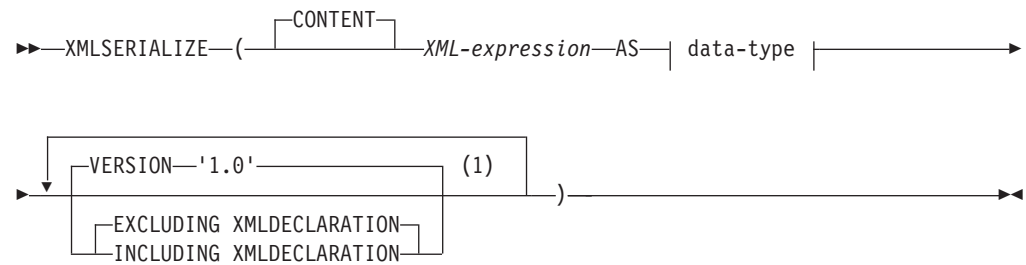 CONTENT
XMLSERIALIZE ( XML-expression AS data-type
VERSION '1.0' (1)
)
EXCLUDING XMLDECLARATION
INCLUDING XMLDECLARATION